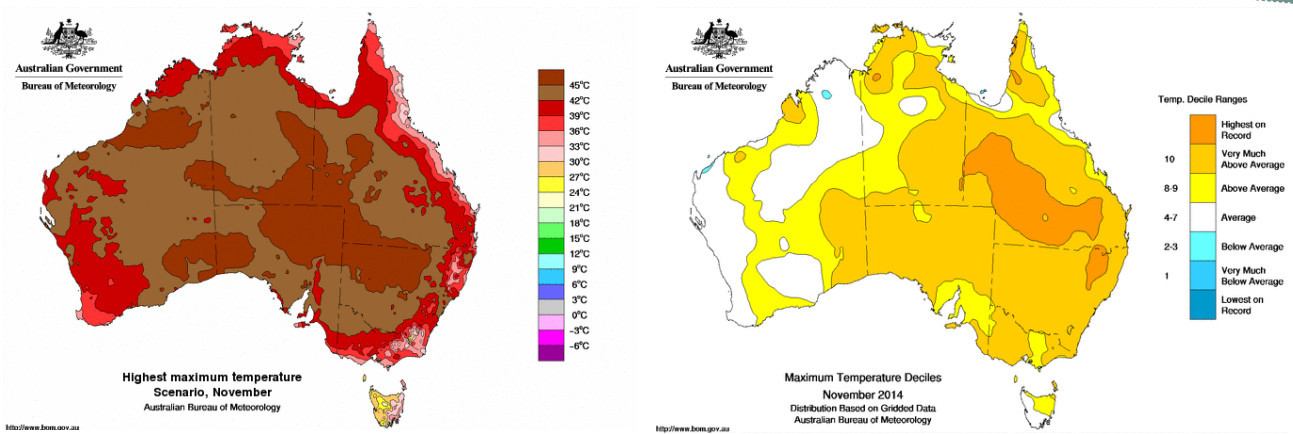 Australian Government
Bureau of Meteorology
45°C
42°C
39°C
36°C
33°C
30°C
27°C
24°C
21°C
18°C
15°C
12°C
9°C
6°C
3°C
0°C
-3°C
-6°C
Highest maximum temperature
Scenario, November
Australian Bureau of Meteorology
http://www.bom.gov.au
Australian Government
Bureau of Meteorology
Temp. Decile Ranges
Highest on
Record
10 Very Much
Above Average
8-9 Above Average
4-7 Average
2-3 Below Average
1 Very Much
Below Average
Lowest on
Record
Maximum Temperature Deciles
November 2014
Distribution Based on Gridded Data
Australian Bureau of Meteorology
http://www.bom.gov.au